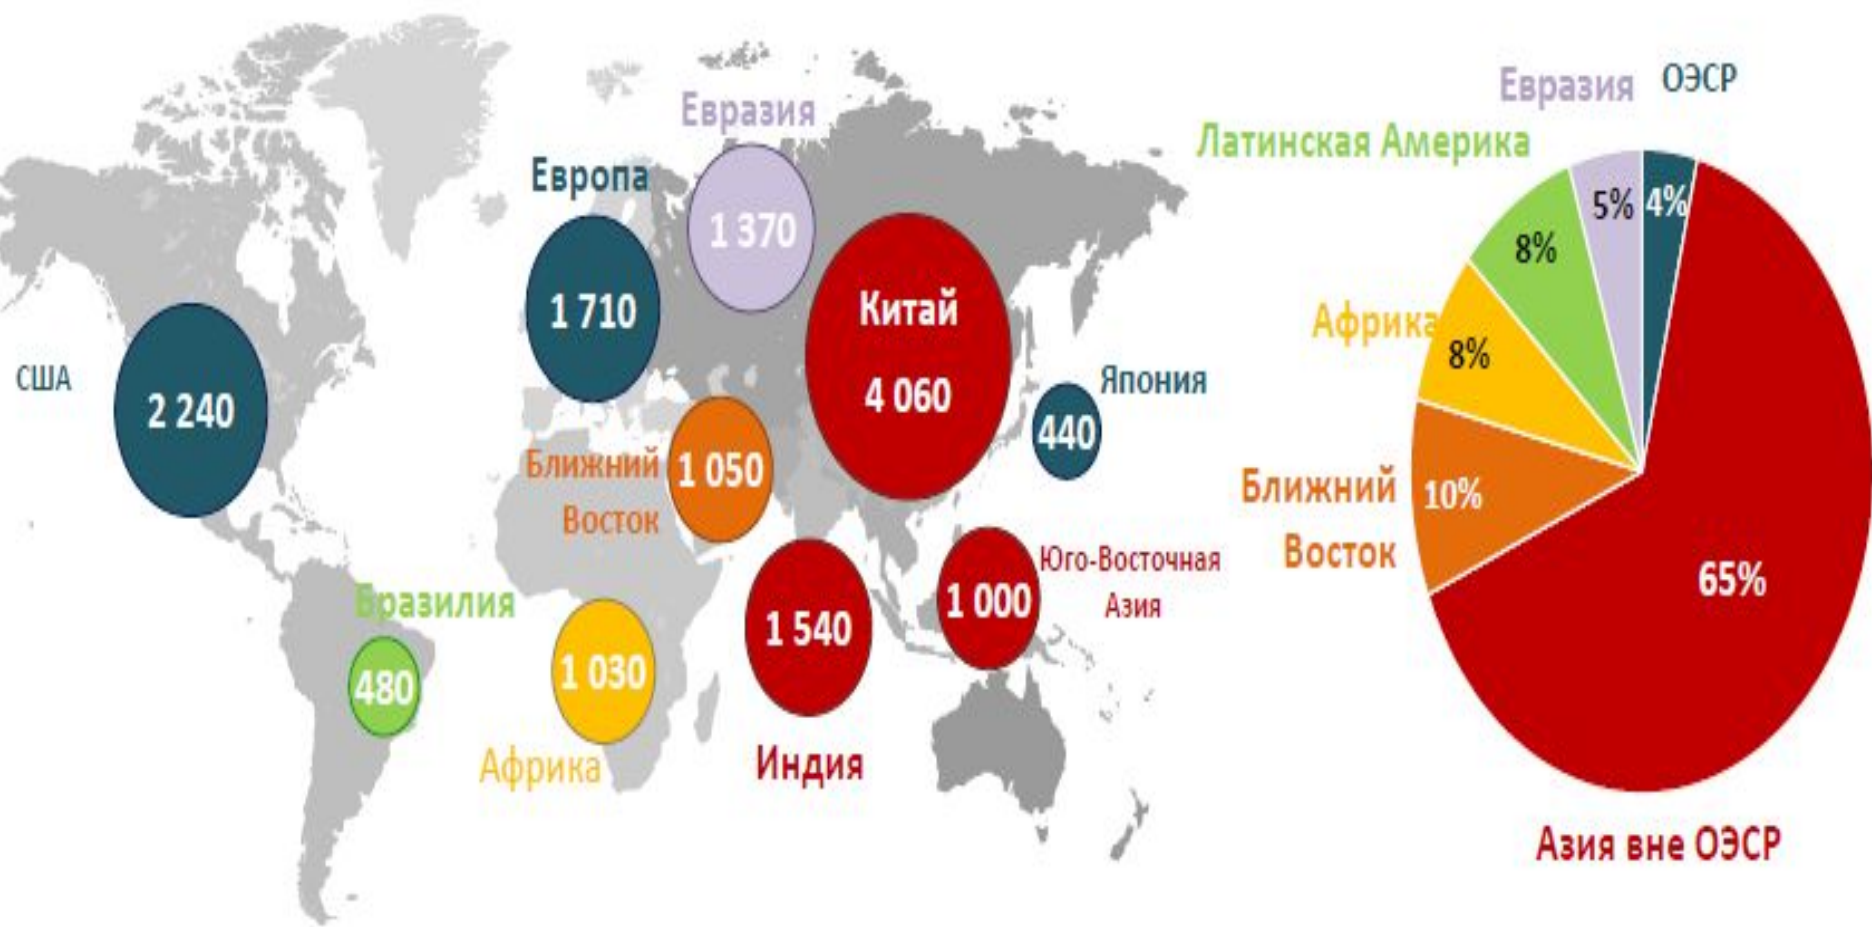 Евразия
Европа
1 370
1 710
Китай
4 060
США
2 240
Япония
440
Ближний
Восток
1 050
Юго-Восточная
Азия
1 000
Бразилия
480
1 030
Африка
1 540
Индия
Евразия
ОЭСР
Латинская Америка
5%
4%
8%
Африка
8%
Ближний
Восток
10%
65%
Азия вне ОЭСР